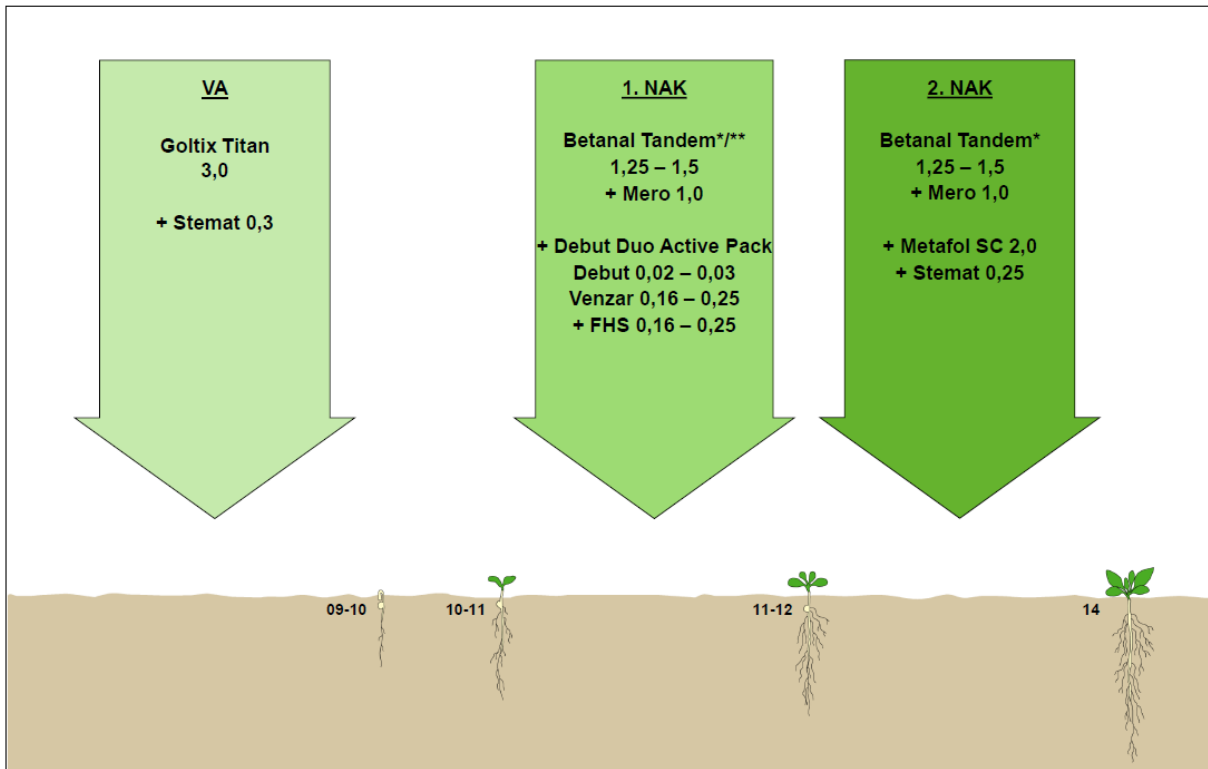 VA
Goltix Titan
3,0
+ Stemat 0,3
1. NAK
Betanal Tandem*/**
1,25 – 1,5
+ Mero 1,0
+ Debut Duo Active Pack
Debut 0,02 – 0,03
Venzar 0,16 – 0,25
+ FHS 0,16 – 0,25
2. NAK
Betanal Tandem*
1,25 – 1,5
+ Mero 1,0
+ Metafol SC 2,0
+ Stemat 0,25
09-10
10-11
11-12
14